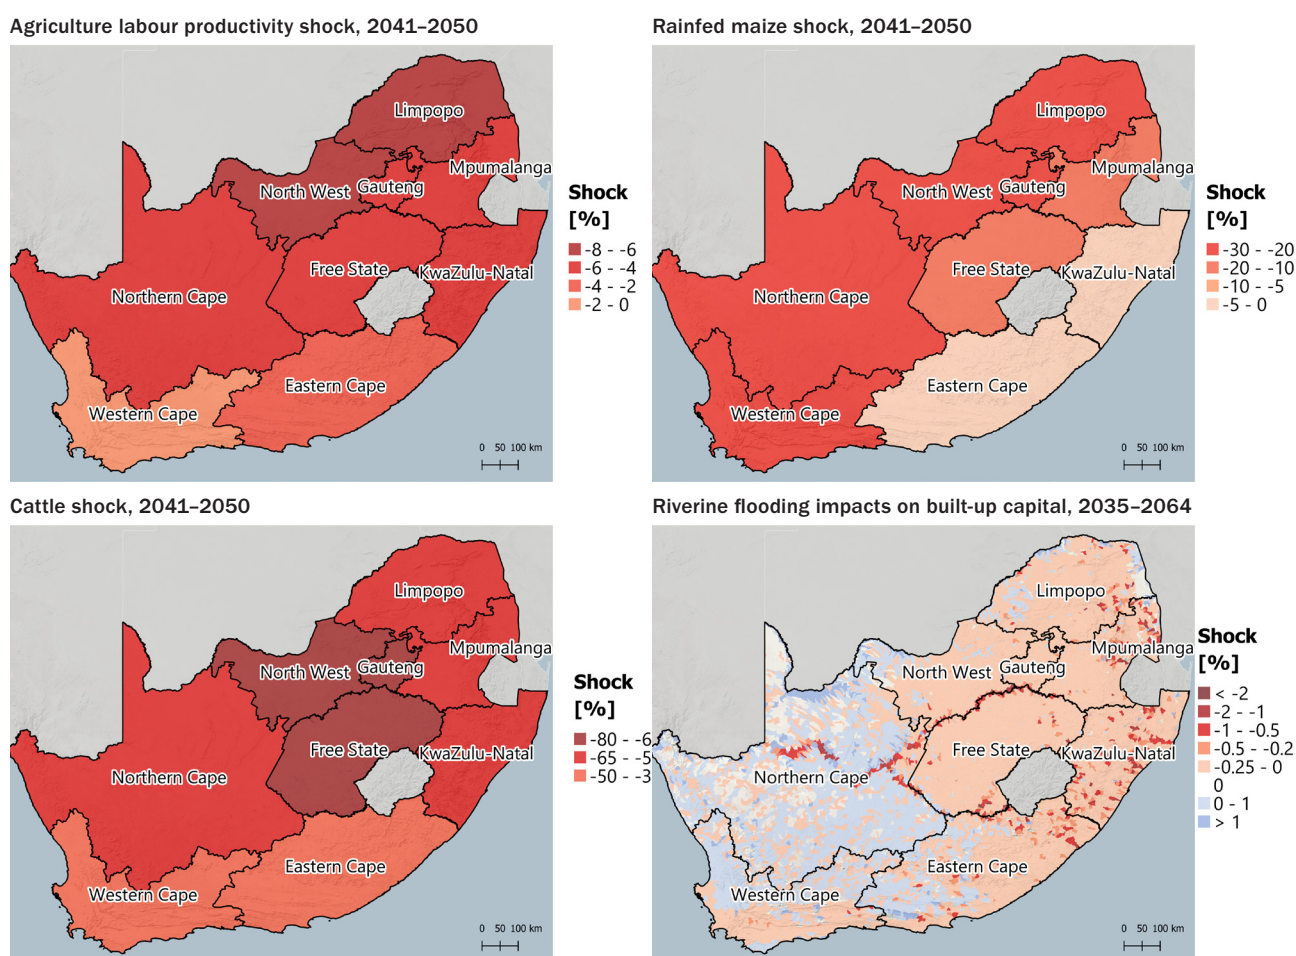 Agriculture labour productivity shock, 2041–2050
Limpopo
Mpumalanga
North West
Gauteng
Free State
KwaZulu-Natal
Northern Cape
Eastern Cape
Western Cape
0 50 100 km
Shock
[%]
-8 - -6
-6 - -4
-4 - -2
-2 - 0
Rainfed maize shock, 2041–2050
Limpopo
Mpumalanga
North West
Gauteng
Free State
KwaZulu-Natal
Northern Cape
Eastern Cape
Western Cape
0 50 100 km
Shock
[%]
-30 - -20
-20 - -10
-10 - -5
-5 - 0
Cattle shock, 2041–2050
Limpopo
Mpumalanga
North West
Gauteng
Free State
KwaZulu-Natal
Northern Cape
Eastern Cape
Western Cape
0 50 100 km
Shock
[%]
-80 - -6
-65 - -5
-50 - -3
Riverine flooding impacts on built-up capital, 2035–2064
Limpopo
Mpumalanga
North West
Gauteng
Free State
KwaZulu-Natal
Northern Cape
Eastern Cape
Western Cape
0 50 100 km
Shock
[%]
< -2
-2 - -1
-1 - -0.5
-0.5 - -0.2
-0.25 - 0
0
0 - 1
> 1